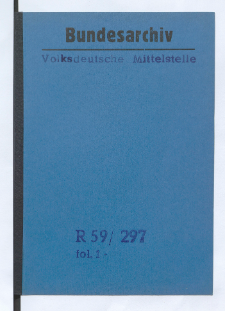 Bundesarchiv
Volksdeutsche Mittelstelle
R 59/ 297
fol. 1-